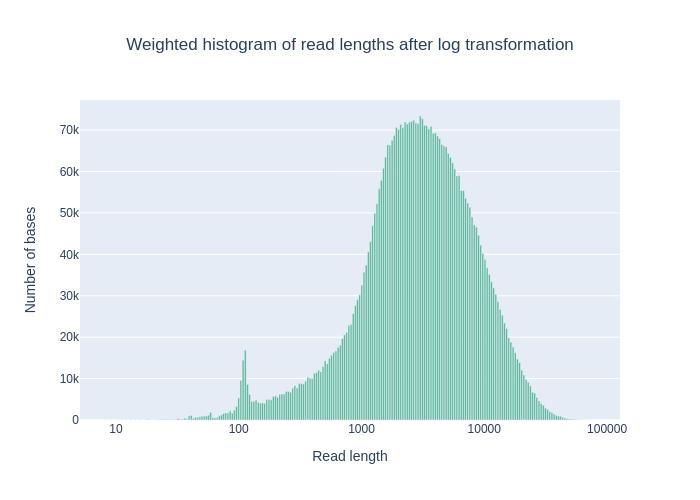 Weighted histogram of read lengths after log transformation
Number of bases
70k
60k
50k
40k
30k
20k
10k
0
10
100
1000
10000
100000
Read length